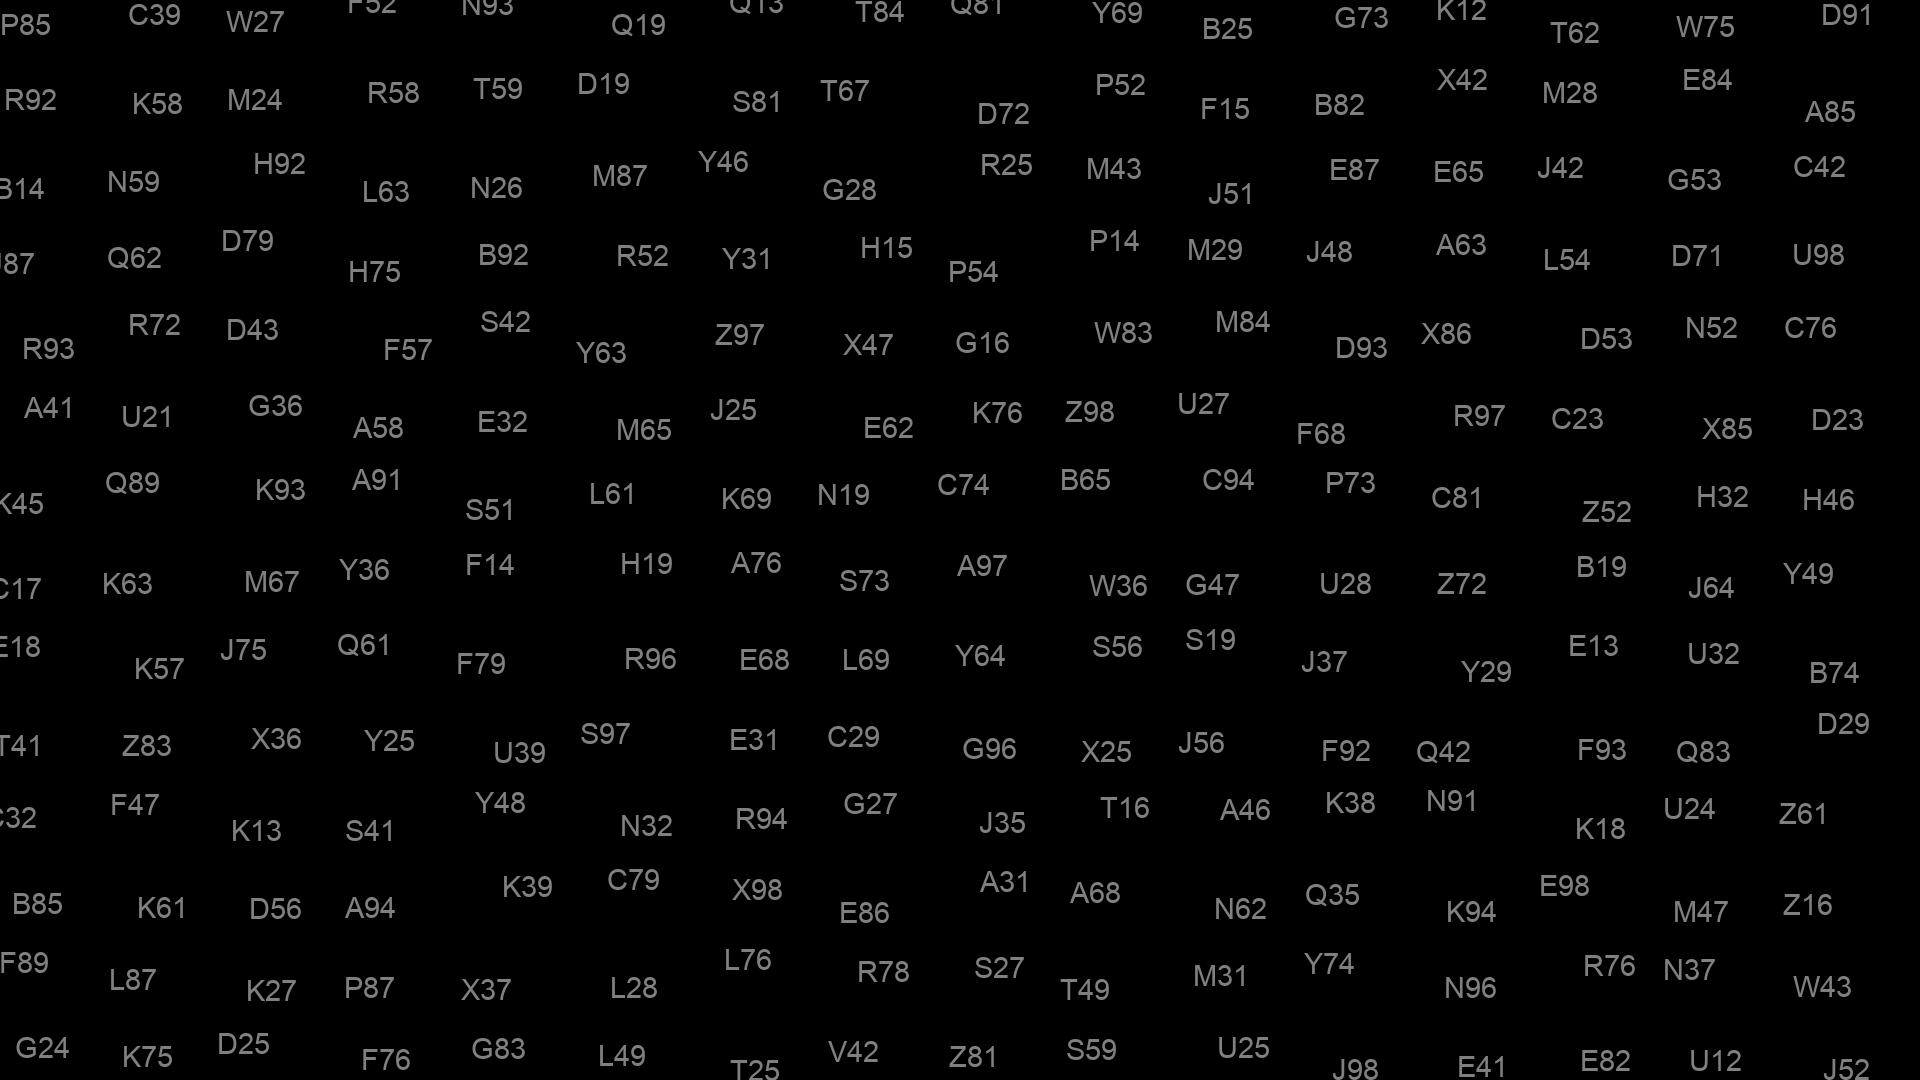 P85 C39 W27 F52 N93 Q19 Q13 T84 Q81 Y69 B25 G73 K12 T62 W75 D91
R92 K58 M24 R58 T59 D19 S81 T67 D72 P52 F15 B82 X42 M28 E84 A85
B14 N59 H92 L63 N26 M87 Y46 G28 R25 M43 J51 E87 E65 J42 G53 C42
Q62 D79 H75 B92 R52 Y31 H15 P54 P14 M29 J48 A63 L54 D71 U98
R93 R72 D43 F57 S42 Y63 Z97 X47 G16 W83 M84 D93 X86 D53 N52 C76
A41 U21 G36 A58 E32 M65 J25 E62 K76 Z98 U27 F68 R97 C23 X85 D23
K45 Q89 K93 A91 S51 L61 K69 N19 C74 B65 C94 P73 C81 Z52 H32 H46
C17 K63 M67 Y36 F14 H19 A76 S73 A97 W36 G47 U28 Z72 B19 J64 Y49
E18 K57 J75 Q61 F79 R96 E68 L69 Y64 S56 S19 J37 Y29 E13 U32 B74
T41 Z83 X36 Y25 U39 S97 E31 C29 G96 X25 J56 F92 Q42 F93 Q83 D29
F47 K13 S41 Y48 N32 R94 G27 J35 T16 A46 K38 N91 K18 U24 Z61
B85 K61 D56 A94 K39 C79 X98 E86 A31 A68 N62 Q35 K94 E98 M47 Z16
F89 L87 K27 P87 X37 L28 L76 R78 S27 T49 M31 Y74 N96 R76 N37 W43
G24 K75 D25 F76 G83 L49 T25 V42 Z81 S59 U25 J98 E41 E82 U12 J52